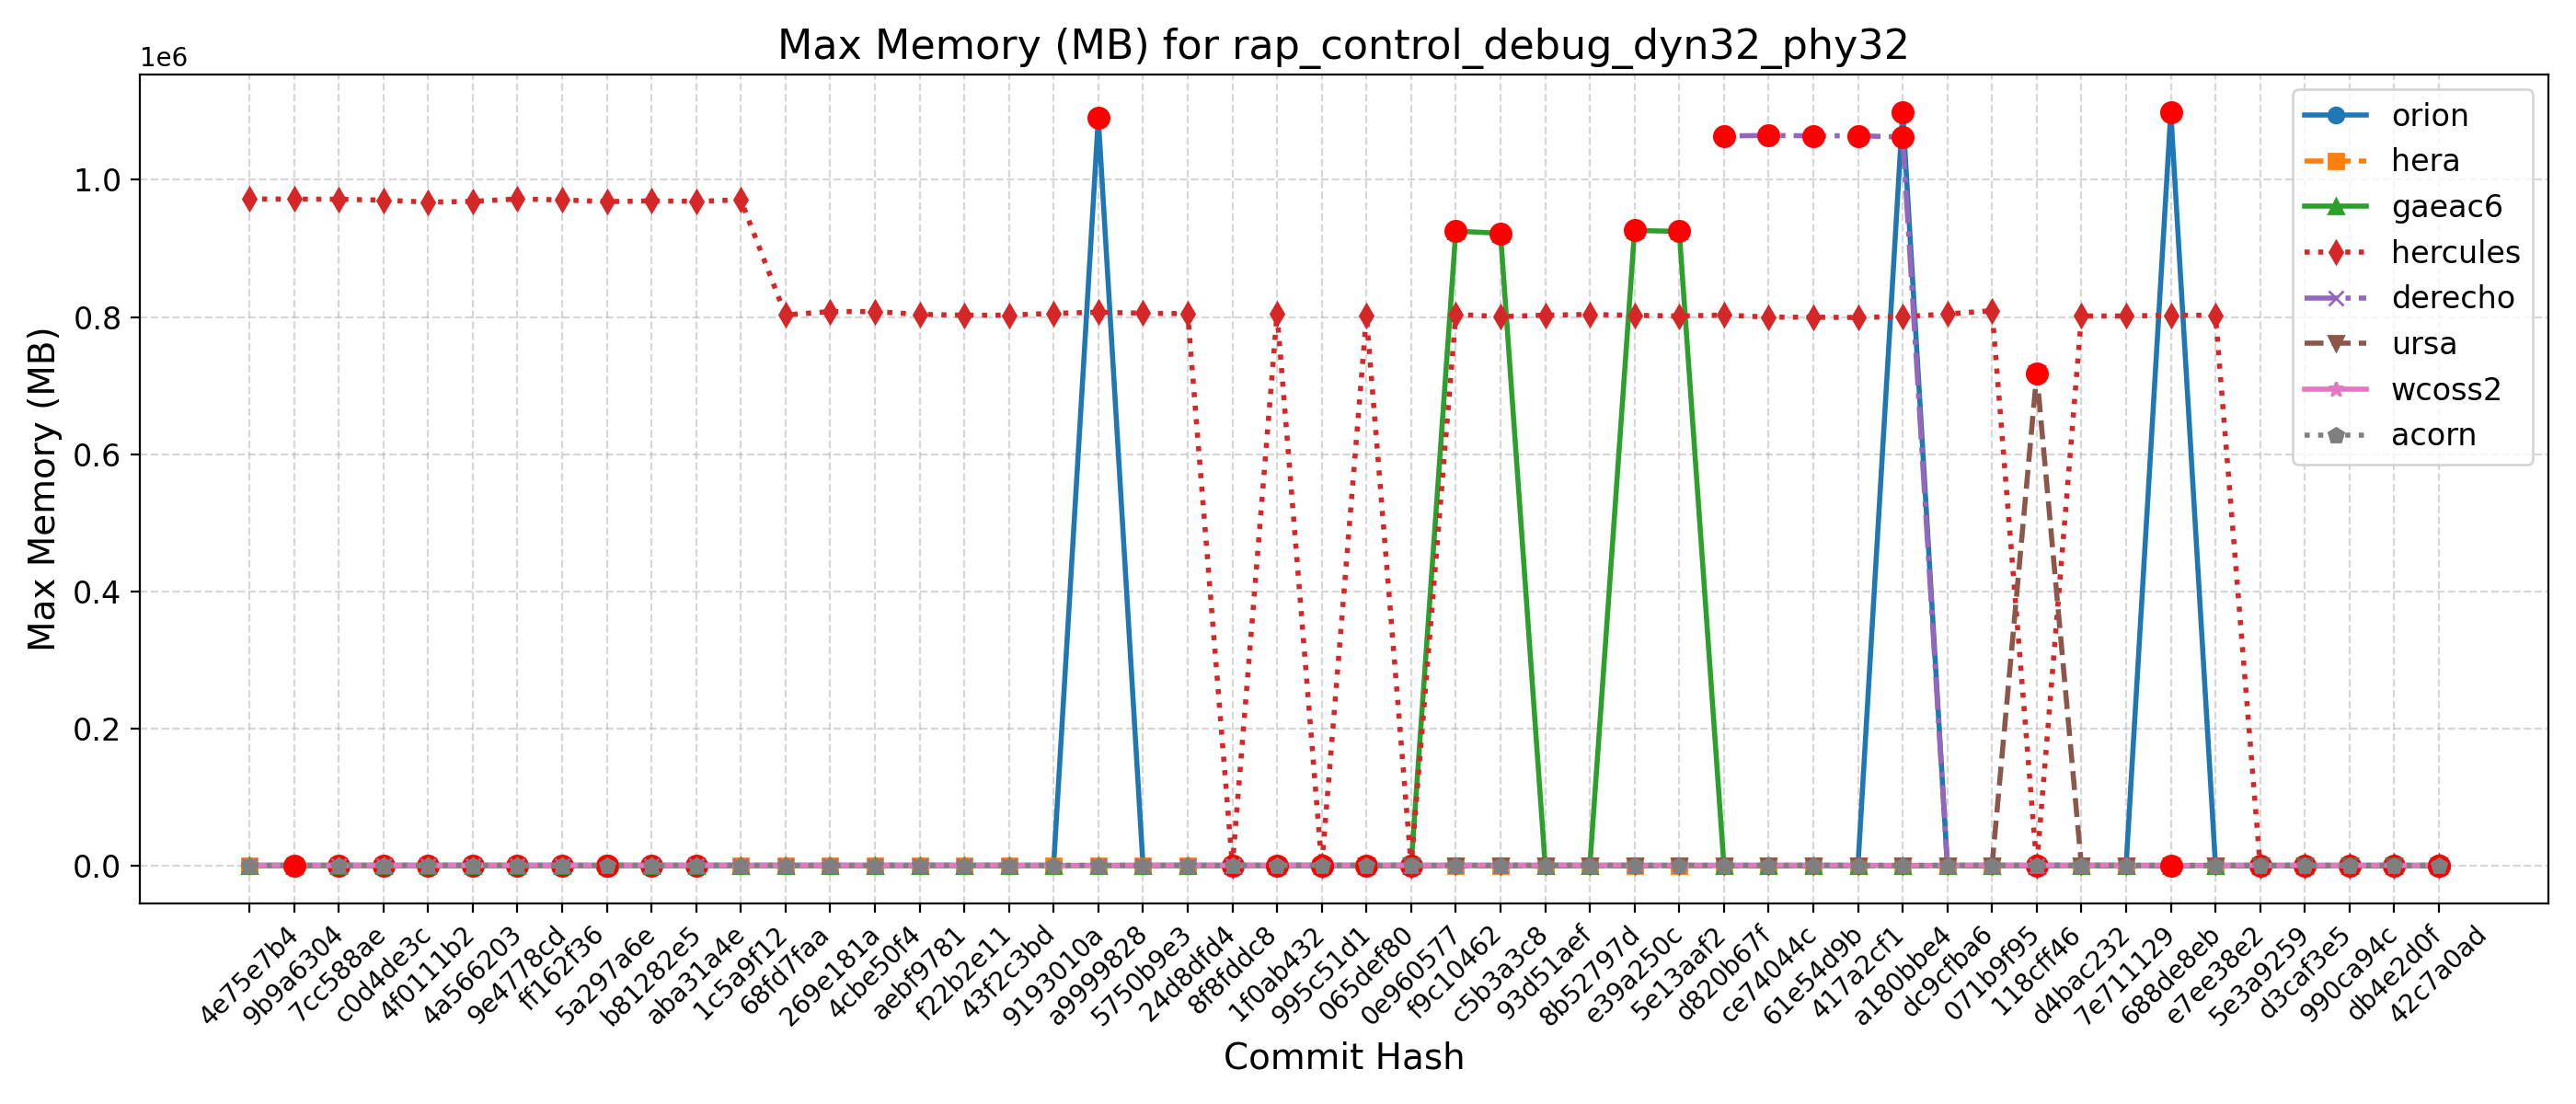 Max Memory (MB) for rap_control_debug_dyn32_phy32
1e6
1.0
0.8
0.6
0.4
0.2
0.0
Max Memory (MB)
orion
hera
gaeac6
hercules
derecho
ursa
wcoss2
acorn
4e75e7b4
9b9a6304
7cc588ae
c0d4de3c
4f0111b2
4a566203
9e4778cd
ff162f36
5a297a6e
b81282e5
aba31a4e
1c5a9f12
68fd7faa
269e181a
4cbe50f4
aebf9781
f22b2e11
43f2c3bd
9193010a
a9999828
5750b9e3
24d8dfd4
8f8fddc8
1f0ab432
995c51d1
065def80
0e960577
f9c10462
c5b3a3c8
93d51aef
8b52797d
e39a250c
5e13aaf2
d820b67f
ce74044c
61e54d9b
417a2cf1
a180bbe4
dc9cfba6
071b9f95
118cff46
d4bac232
7e711129
688de8eb
e7ee38e2
5e3a9259
d3caf3e5
990ca94c
db4e2d0f
42c7a0ad
Commit Hash